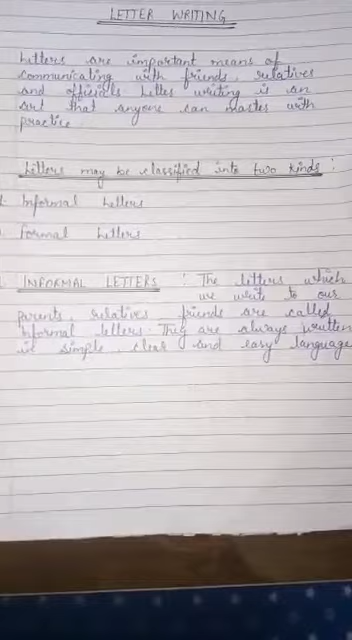 LETTER WRITING
Letters are important means of
communicating with friends, relatives
and officials. Letter writing is an
art that anyone can master with
practice.
Letters may be classified into two kinds :
Informal Letters
Formal Letters
INFORMAL LETTERS : The letters which
we write to our
parents, relatives, friends are called
informal letters. They are always written
in simple, clear and easy language